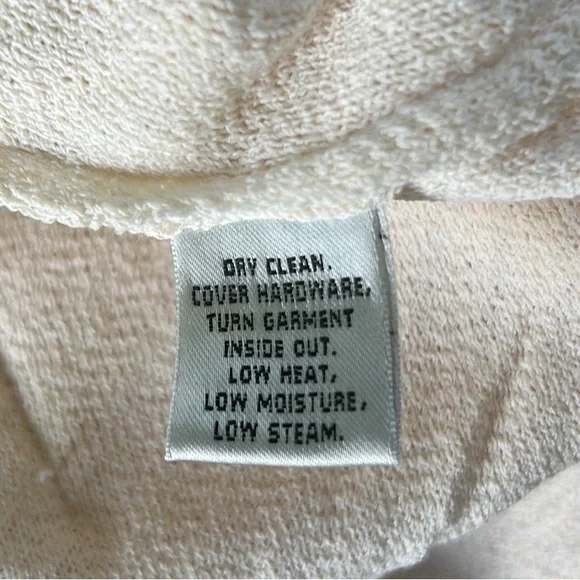 DRY CLEAN.
COVER HARDWARE,
TURN GARMENT
INSIDE OUT.
LOW HEAT,
LOW MOISTURE,
LOW STEAM.